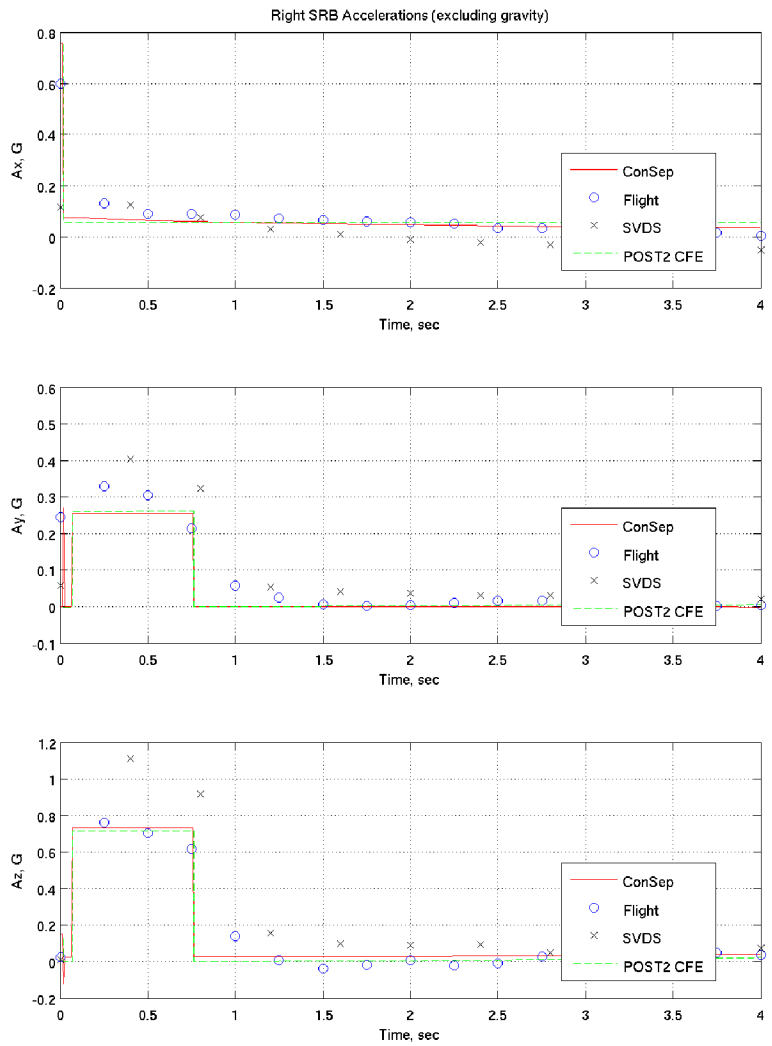 Right SRB Accelerations (excluding gravity)
0.8
0.6
0.4
0.2
0
-0.2
Ax, G
0 0.5 1 1.5 2 2.5 3 3.5 4
Time, sec
ConSep
Flight
SVDS
POST2 CFE
0.6
0.5
0.4
0.3
0.2
0.1
0
-0.1
Ay, G
0 0.5 1 1.5 2 2.5 3 3.5 4
Time, sec
ConSep
Flight
SVDS
POST2 CFE
1.2
1
0.8
0.6
0.4
0.2
0
-0.2
Az, G
0 0.5 1 1.5 2 2.5 3 3.5 4
Time, sec
ConSep
Flight
SVDS
POST2 CFE